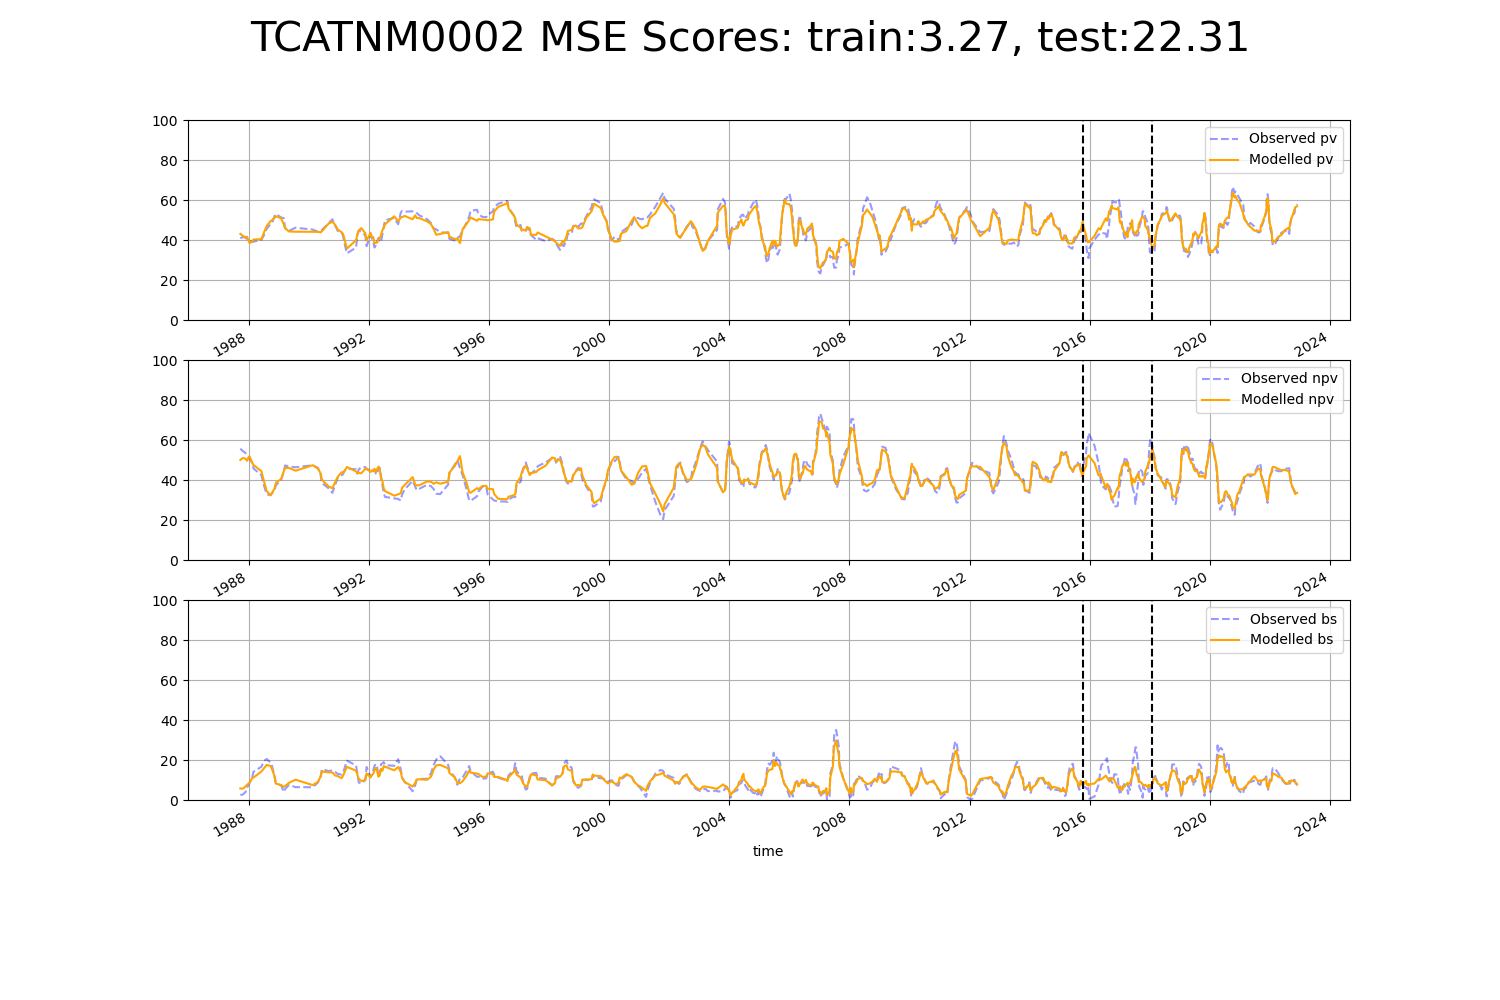 TCATNM0002 MSE Scores: train:3.27, test:22.31
100
80
60
40
20
0
Observed pv
Modelled pv
1988 1992 1996 2000 2004 2008 2012 2016 2020 2024
100
80
60
40
20
0
Observed npv
Modelled npv
1988 1992 1996 2000 2004 2008 2012 2016 2020 2024
100
80
60
40
20
0
Observed bs
Modelled bs
1988 1992 1996 2000 2004 2008 2012 2016 2020 2024
time